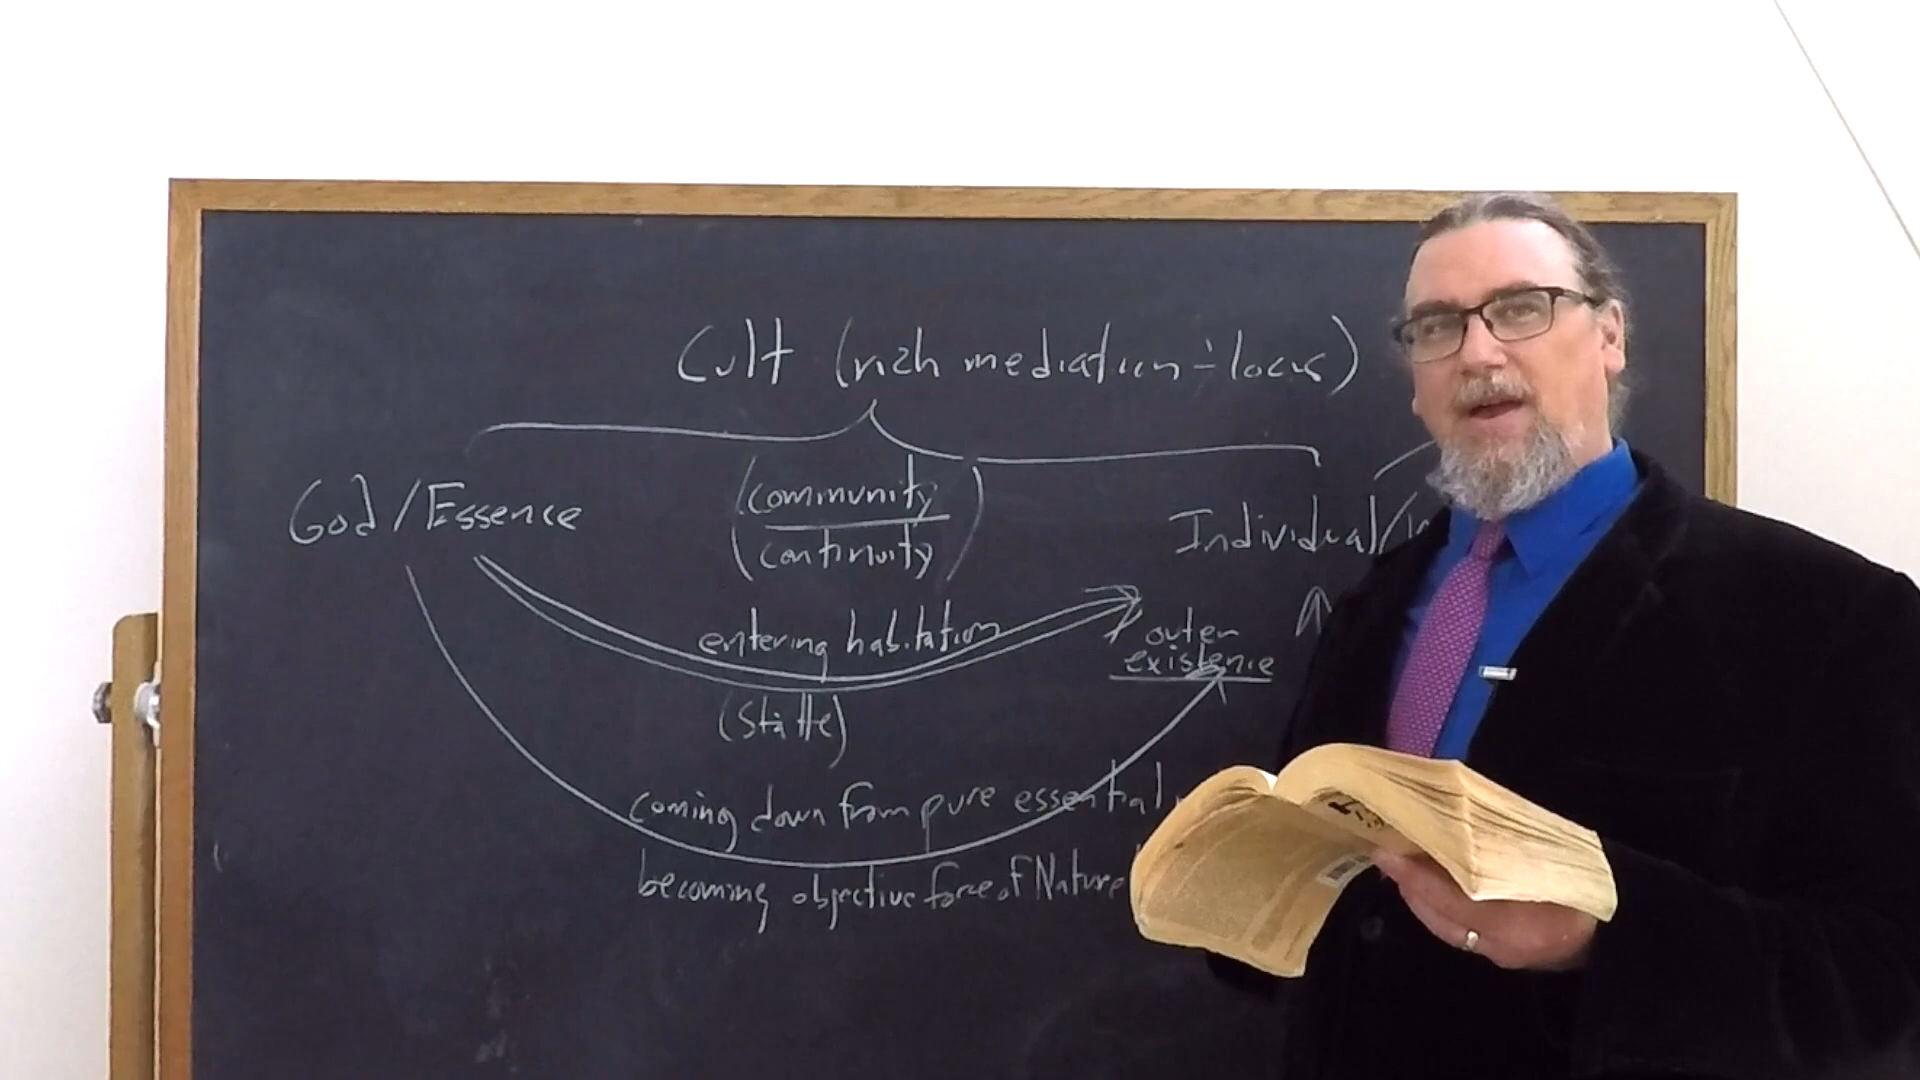 Cult (rich mediation - locus)
God/Essence
(community
continuity)
Individual/
entering habitation
outer
existence
(Stätte)
coming down from pure essential
becoming objective force of Nature